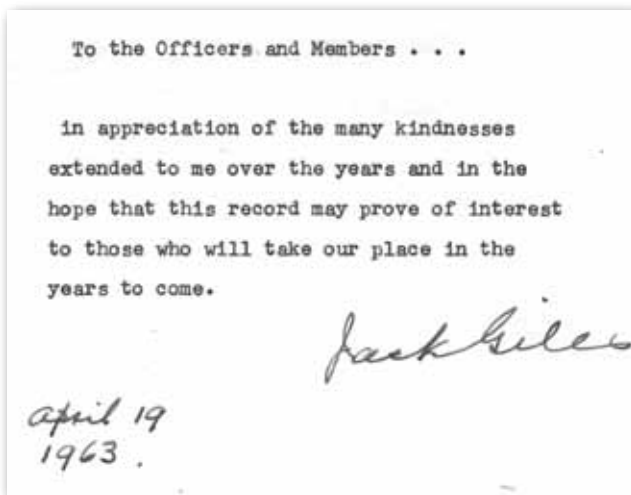 To the Officers and Members . . .
in appreciation of the many kindnesses
extended to me over the years and in the
hope that this record may prove of interest
to those who will take our place in the
years to come.
Jack Giles
April 19
1963.